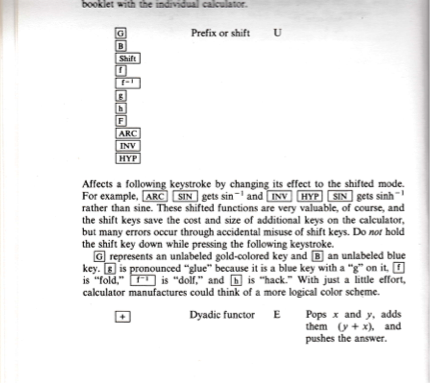 booklet with the individual calculator.
G Prefix or shift U
B
Shift
f
f⁻¹
g
h
F
ARC
INV
HYP
Affects a following keystroke by changing its effect to the shifted mode.
For example, ARC SIN gets sin⁻¹ and INV HYP SIN gets sinh⁻¹
rather than sine. These shifted functions are very valuable, of course, and
the shift keys save the cost and size of additional keys on the calculator,
but many errors occur through accidental misuse of shift keys. Do not hold
the shift key down while pressing the following keystroke.
G represents an unlabeled gold-colored key and B an unlabeled blue
key. g is pronounced “glue” because it is a blue key with a “g” on it, f
is “fold,” f⁻¹ is “dolf,” and h is “hack.” With just a little effort,
calculator manufactures could think of a more logical color scheme.
+ Dyadic functor E Pops x and y, adds
them (y + x), and
pushes the answer.